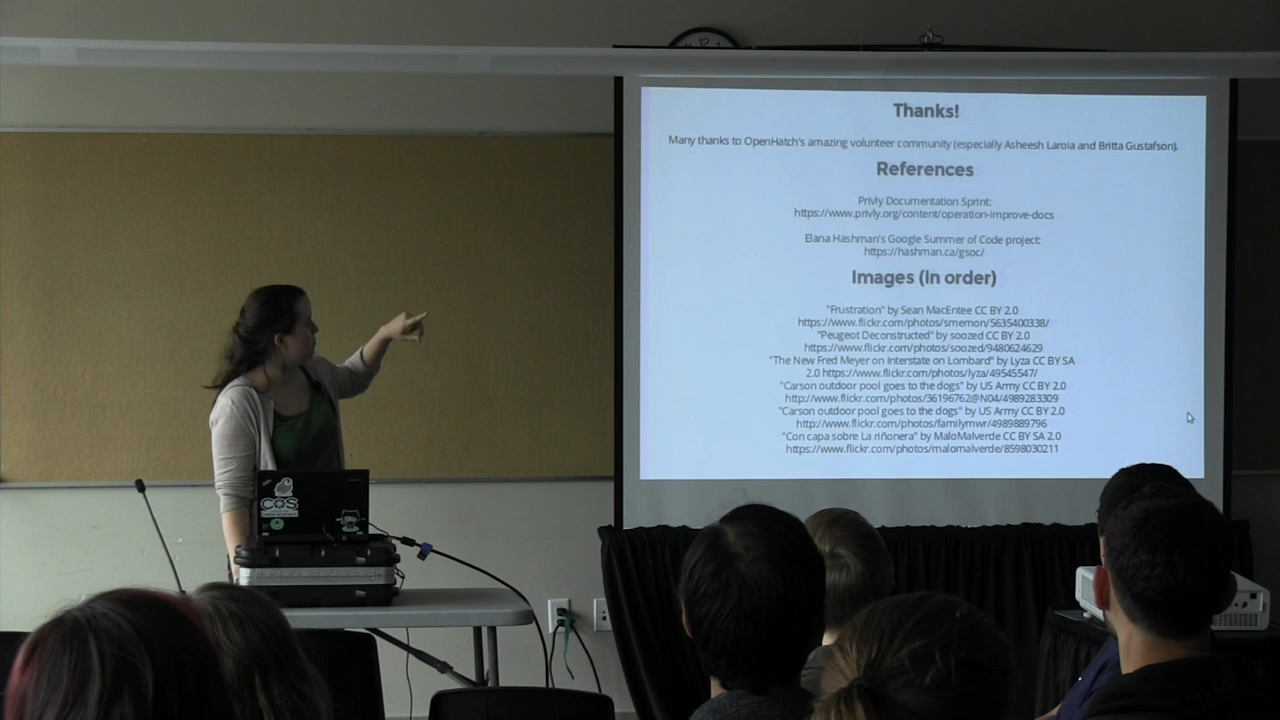 12
Thanks!
Many thanks to OpenHatch's amazing volunteer community (especially Asheesh Laroia and Britta Gustafson).
References
Privly Documentation Sprint:
https://www.privly.org/content/operation-improve-docs
Elana Hashman's Google Summer of Code project:
https://hashman.ca/gsoc/
Images (In order)
"Frustration" by Sean MacEntee CC BY 2.0
https://www.flickr.com/photos/smemon/5635400338/
"Peugeot Deconstructed" by soozed CC BY 2.0
https://www.flickr.com/photos/soozed/9480624629
"The New Fred Meyer on Interstate on Lombard" by Lyza CC BY SA
2.0 https://www.flickr.com/photos/lyza/49545547/
"Carson outdoor pool goes to the dogs" by US Army CC BY 2.0
http://www.flickr.com/photos/36196762@N04/4989283309
"Carson outdoor pool goes to the dogs" by US Army CC BY 2.0
http://www.flickr.com/photos/familymwr/4989889796
"Con capa sobre La riñonera" by MaloMalverde CC BY SA 2.0
https://www.flickr.com/photos/malomalverde/8598030211
COS